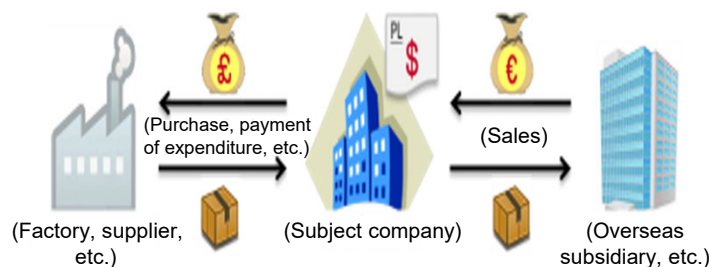 £
PL
$
€
(Purchase, payment
of expenditure, etc.)
(Sales)
(Factory, supplier,
etc.)
(Subject company)
(Overseas
subsidiary, etc.)